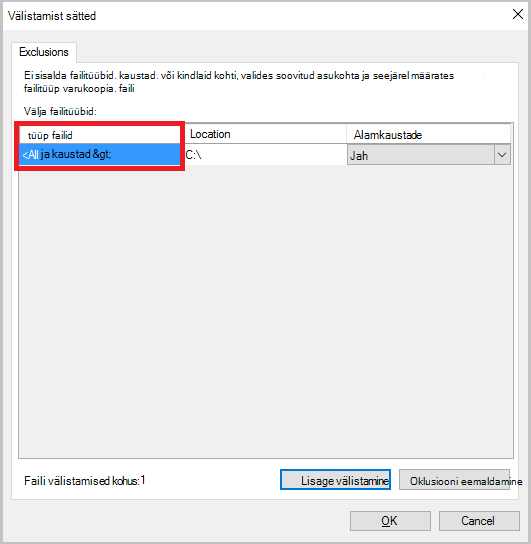 Välistamist sätted
Exclusions
Ei sisalda failitüübid. kaustad. või kindlaid kohti, valides soovitud asukohta ja seejärel määrates
failitüüp varukoopia. faili
Välja failitüübid:
tüüp failid Location Alamkaustade
<All ja kaustad &gt; C:\ Jah
Faili välistamised kohus:1 Lisage välistamine Oklusiooni eemaldamine
OK Cancel